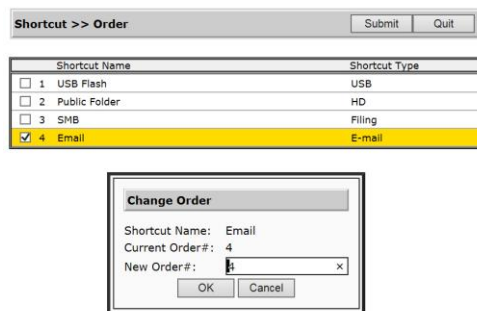 Shortcut >> Order Submit Quit
Shortcut Name Shortcut Type
1 USB Flash USB
2 Public Folder HD
3 SMB Filing
4 Email E-mail
Change Order
Shortcut Name: Email
Current Order#: 4
New Order#: 4 ×
OK Cancel